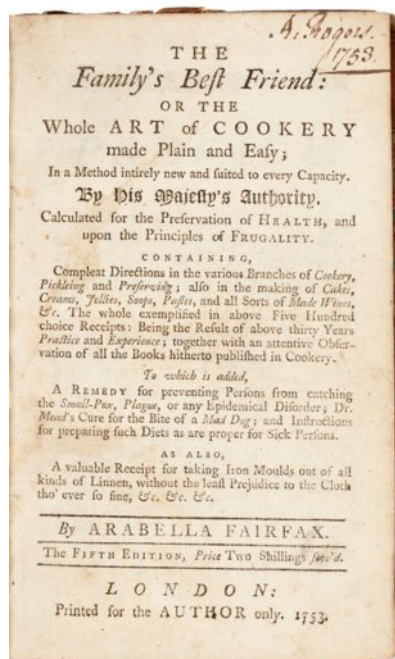 A. Rogers.
1753
THE
Family's Beſt Friend:
OR THE
Whole ART of COOKERY
made Plain and Eaſy;
In a Method intirely new and ſuited to every Capacity.
By His Majeſty's Authority.
Calculated for the Preſervation of HEALTH, and
upon the Principles of FRUGALITY.
CONTAINING,
Compleat Directions in the various Branches of Cookery,
Pickleing and Preſerving; alſo in the making of Cakes,
Creams, Jellies, Soops, Paſtes, and all Sorts of Made Wines,
&c. The whole exemplified in above Five Hundred
choice Receipts: Being the Reſult of above thirty Years
Practice and Experience; together with an attentive Obſer-
vation of all the Books hitherto publiſhed in Cookery.
To which is added,
A REMEDY for preventing Perſons from catching
the Small-Pox, Plague, or any Epidemical Diſorder; Dr.
Mead's Cure for the Bite of a Mad Dog; and Inſtructions
for preparing ſuch Diets as are proper for Sick Perſons.
AS ALSO,
A valuable Receipt for taking Iron Moulds out of all
kinds of Linnen, without the leaſt Prejudice to the Cloth
tho' ever ſo fine, &c. &c. &c.
By ARABELLA FAIRFAX.
The FIFTH EDITION, Price Two Shillings ſew'd.
LONDON:
Printed for the AUTHOR only. 1753.